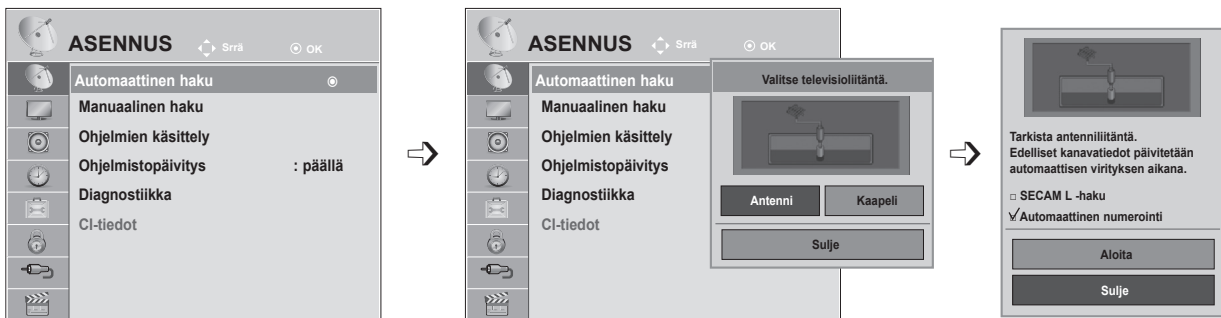 ASENNUS Srrä OK
Automaattinen haku
Manuaalinen haku
Ohjelmien käsittely
Ohjelmistopäivitys : päällä
Diagnostiikka
CI-tiedot
ASENNUS Srrä OK
Automaattinen haku
Manuaalinen haku
Ohjelmien käsittely
Ohjelmistopäivitys
Diagnostiikka
CI-tiedot
Valitse televisioliitäntä.
Antenni Kaapeli
Sulje
Tarkista antenniliitäntä.
Edelliset kanavatiedot päivitetään
automaattisen virityksen aikana.
SECAM L -haku
Automaattinen numerointi
Aloita
Sulje